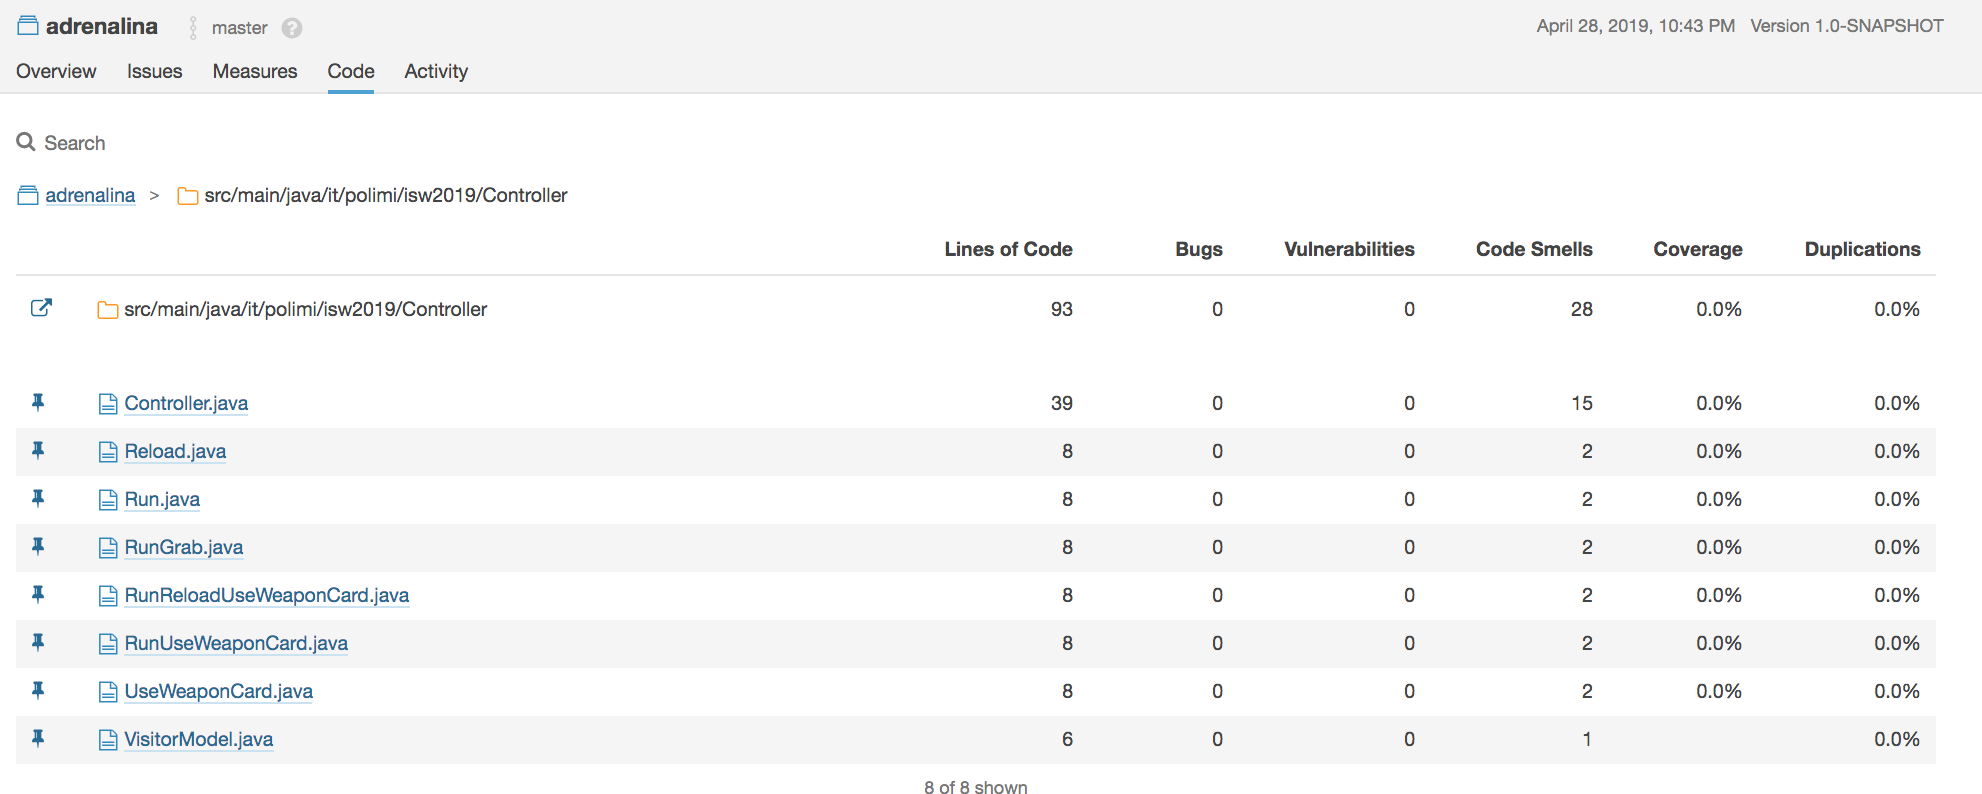 adrenalina master ? April 28, 2019, 10:43 PM Version 1.0-SNAPSHOT
Overview Issues Measures Code Activity
Search
adrenalina > src/main/java/it/polimi/isw2019/Controller
Lines of Code Bugs Vulnerabilities Code Smells Coverage Duplications
src/main/java/it/polimi/isw2019/Controller 93 0 0 28 0.0% 0.0%
Controller.java 39 0 0 15 0.0% 0.0%
Reload.java 8 0 0 2 0.0% 0.0%
Run.java 8 0 0 2 0.0% 0.0%
RunGrab.java 8 0 0 2 0.0% 0.0%
RunReloadUseWeaponCard.java 8 0 0 2 0.0% 0.0%
RunUseWeaponCard.java 8 0 0 2 0.0% 0.0%
UseWeaponCard.java 8 0 0 2 0.0% 0.0%
VisitorModel.java 6 0 0 1 0.0%
8 of 8 shown